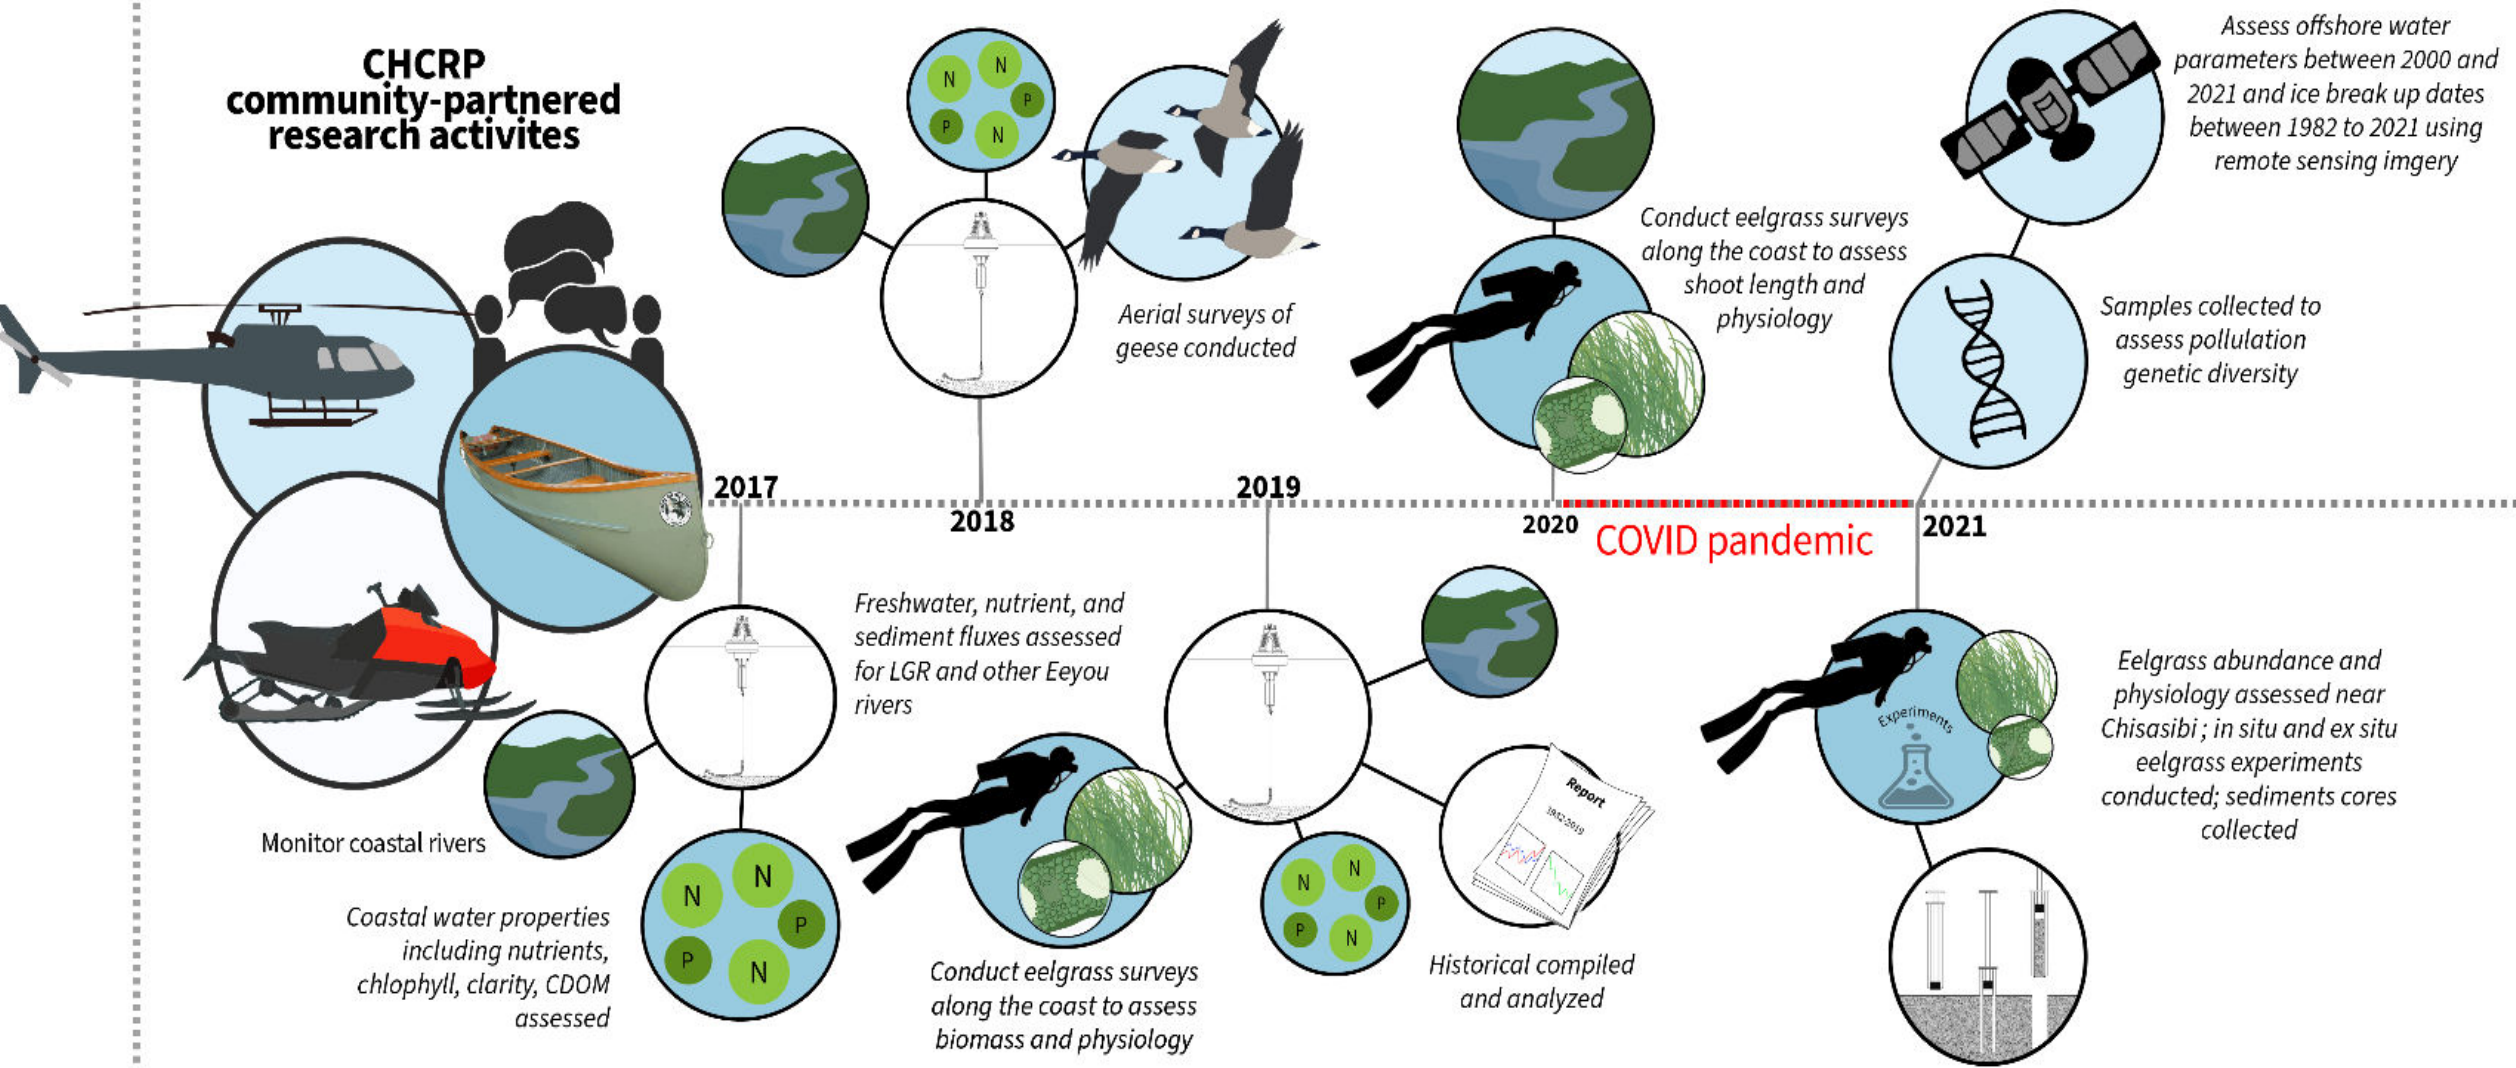 CHCRP
community-partnered
research activites
Monitor coastal rivers
Coastal water properties
including nutrients,
chlophyll, clarity, CDOM
assessed
2017
N
N
P
P
N
Freshwater, nutrient, and
sediment fluxes assessed
for LGR and other Eeyou
rivers
2018
N
N
P
P
N
Aerial surveys of
geese conducted
2019
Conduct eelgrass surveys
along the coast to assess
biomass and physiology
N
N
P
P
N
Report
1982-2019
Historical compiled
and analyzed
2020
Conduct eelgrass surveys
along the coast to assess
shoot length and
physiology
COVID pandemic
2021
Assess offshore water
parameters between 2000 and
2021 and ice break up dates
between 1982 to 2021 using
remote sensing imgery
Samples collected to
assess pollulation
genetic diversity
Experiments
Eelgrass abundance and
physiology assessed near
Chisasibi ; in situ and ex situ
eelgrass experiments
conducted; sediments cores
collected